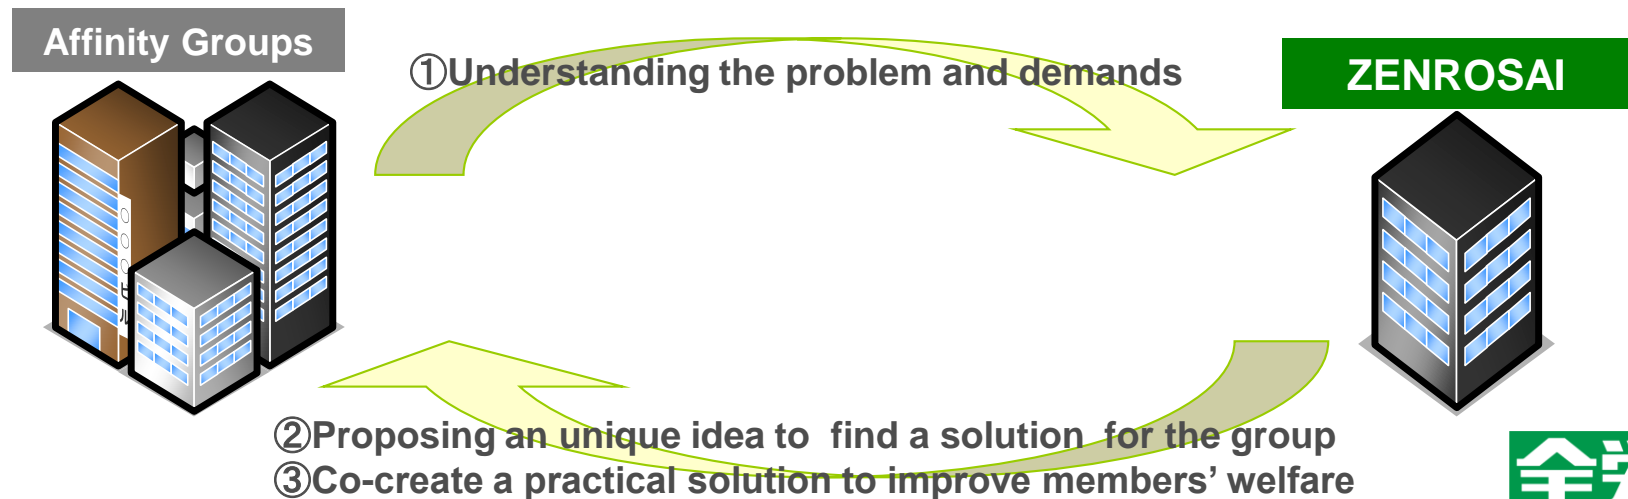 Affinity Groups
①Understanding the problem and demands
ZENROSAI
②Proposing an unique idea to find a solution for the group
③Co-create a practical solution to improve members’ welfare
全